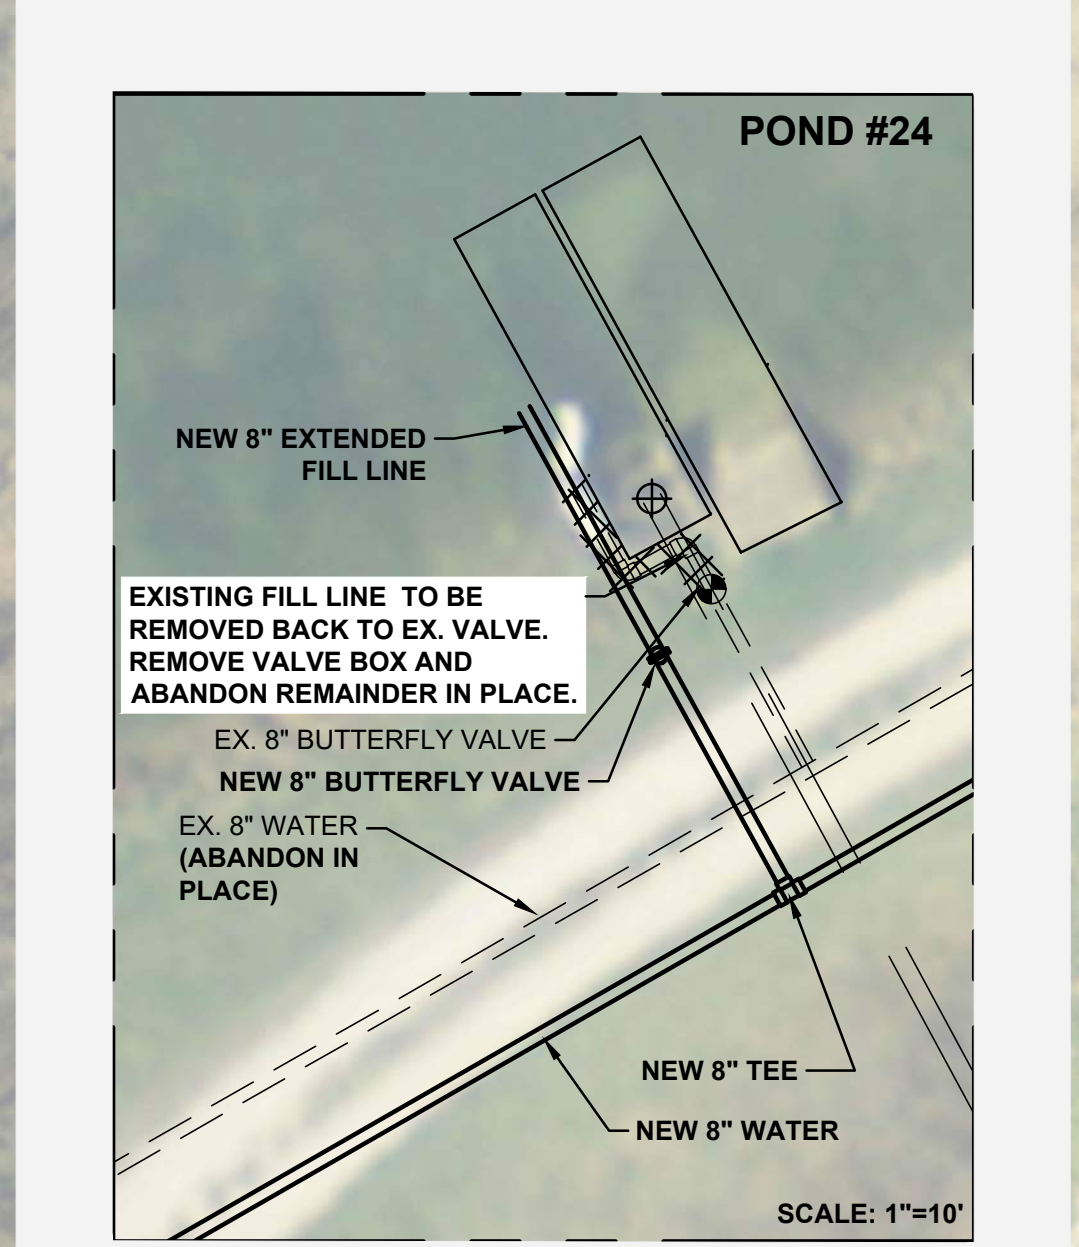 POND #24
NEW 8" EXTENDED
FILL LINE
EXISTING FILL LINE TO BE
REMOVED BACK TO EX. VALVE.
REMOVE VALVE BOX AND
ABANDON REMAINDER IN PLACE.
EX. 8" BUTTERFLY VALVE
NEW 8" BUTTERFLY VALVE
EX. 8" WATER
(ABANDON IN
PLACE)
NEW 8" TEE
NEW 8" WATER
SCALE: 1"=10'